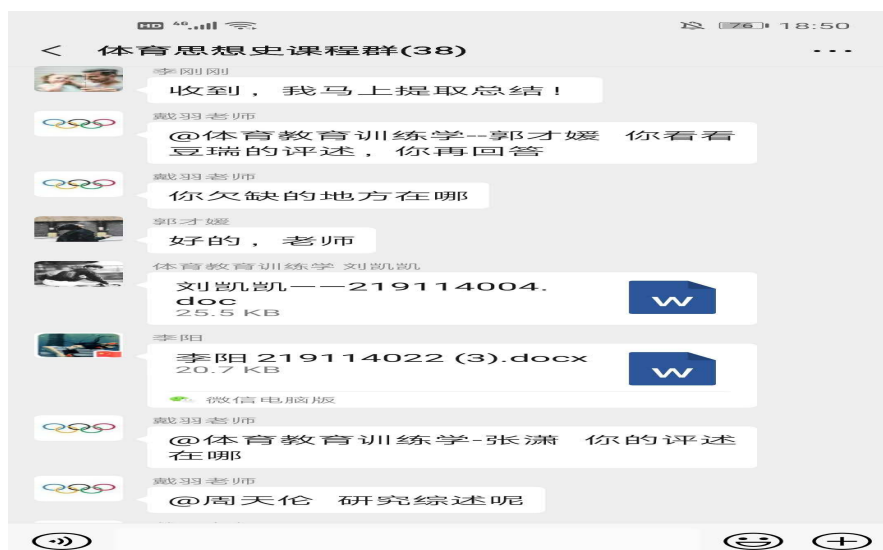 HD 4G 76 18:50
< 体育思想史课程群(38) ...
李刚刚
收到，我马上提取总结！
戴羽老师
@体育教育训练学--郭才媛 你看看
豆瑞的评述，你再回答
戴羽老师
你欠缺的地方在哪
郭才媛
好的，老师
体育教育训练学 刘凯凯
刘凯凯——219114004.
doc
25.5 KB
W
李阳
李阳 219114022 (3).docx
20.7 KB
W
微信电脑版
戴羽老师
@体育教育训练学-张潇 你的评述
在哪
戴羽老师
@周天伦 研究综述呢